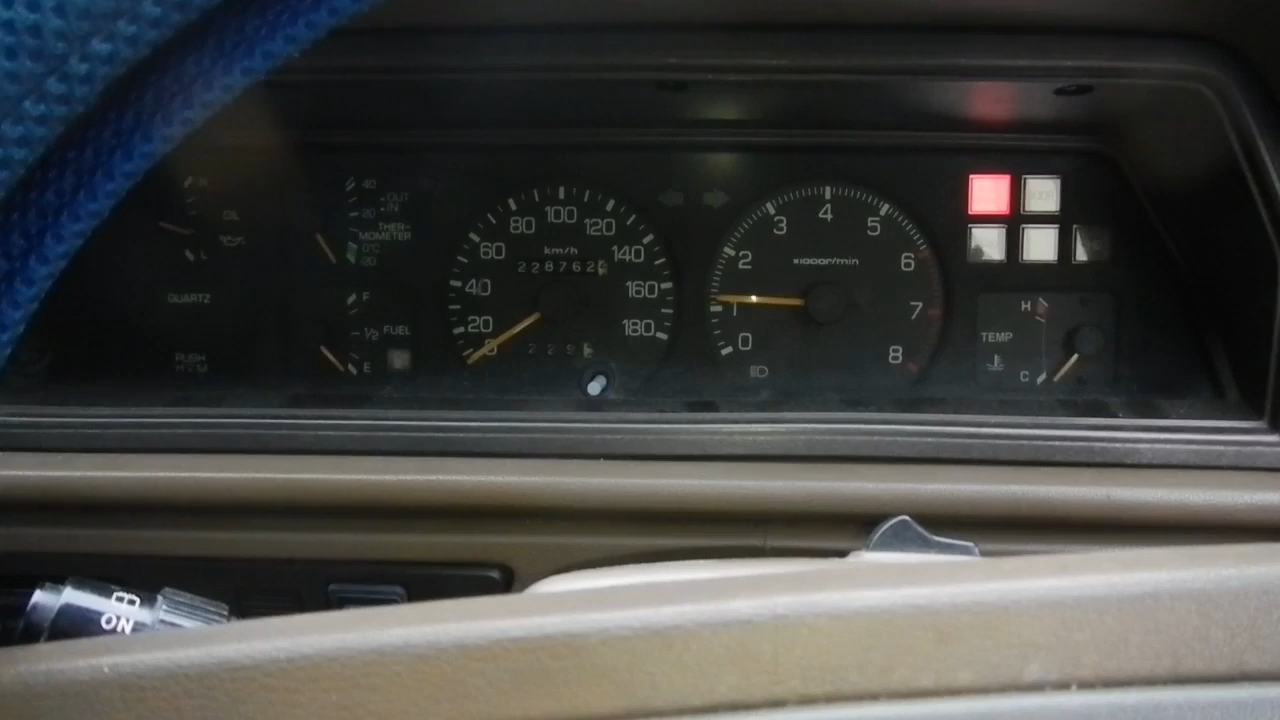 H
OIL
L
QUARTZ
PUSH
40
OUT
IN
20
THER-
MOMETER
0°C
20
F
1/2 FUEL
E
0
20
40
60
80
100
120
140
160
180
km/h
228762
229
0
1
2
3
4
5
6
7
8
×1000r/min
H
TEMP
C
ON